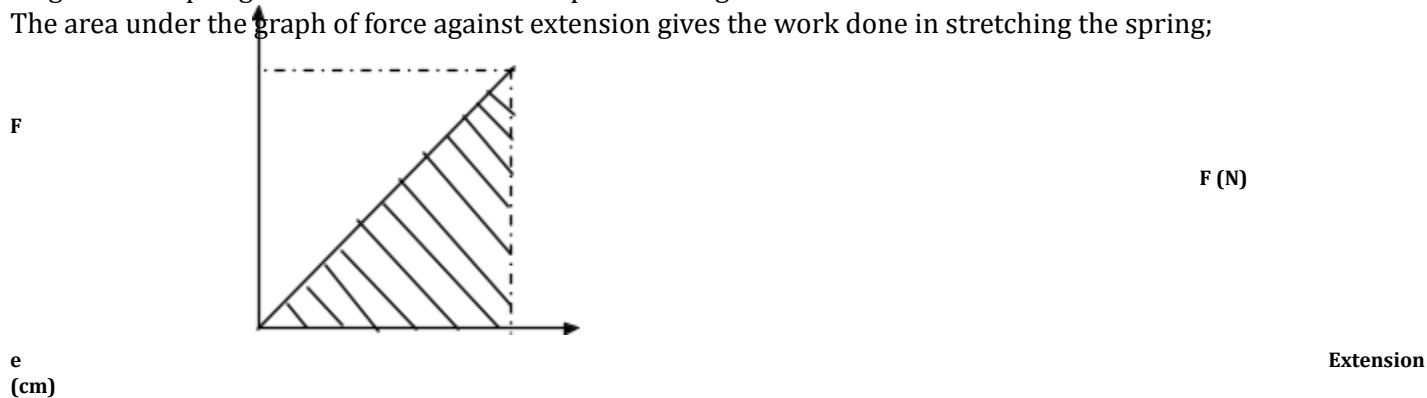 The area under the graph of force against extension gives the work done in stretching the spring;
F
F (N)
e
Extension
(cm)